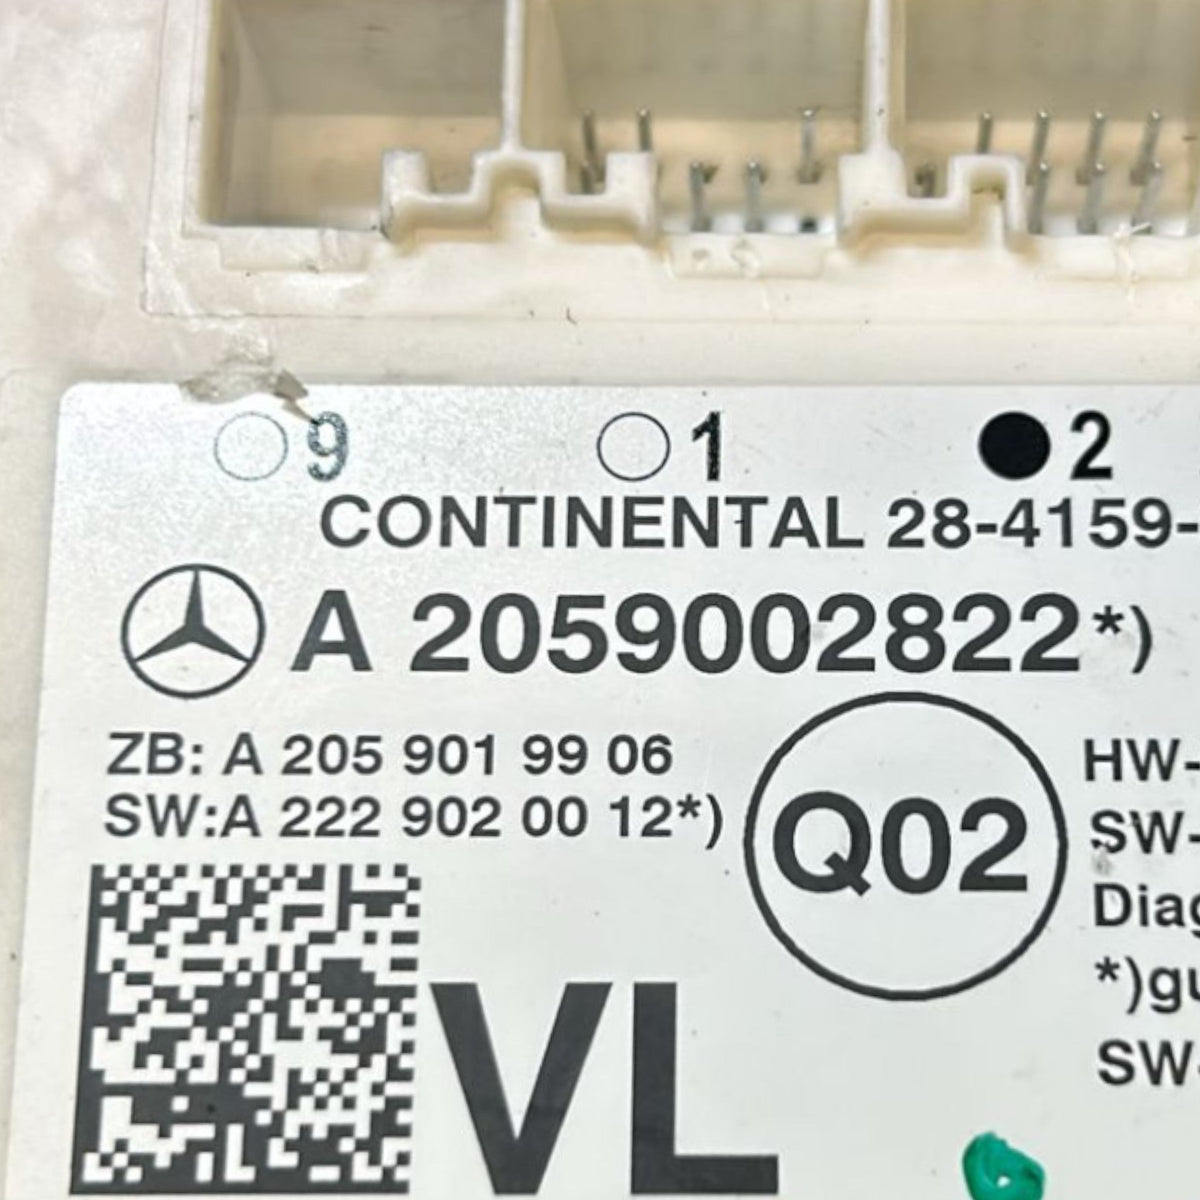 9 1 2
CONTINENTAL 28-4159-
A 2059002822*)
ZB: A 205 901 99 06
SW:A 222 902 00 12*)
Q02
HW-
SW-
Diag
*)gu
SW-
VL